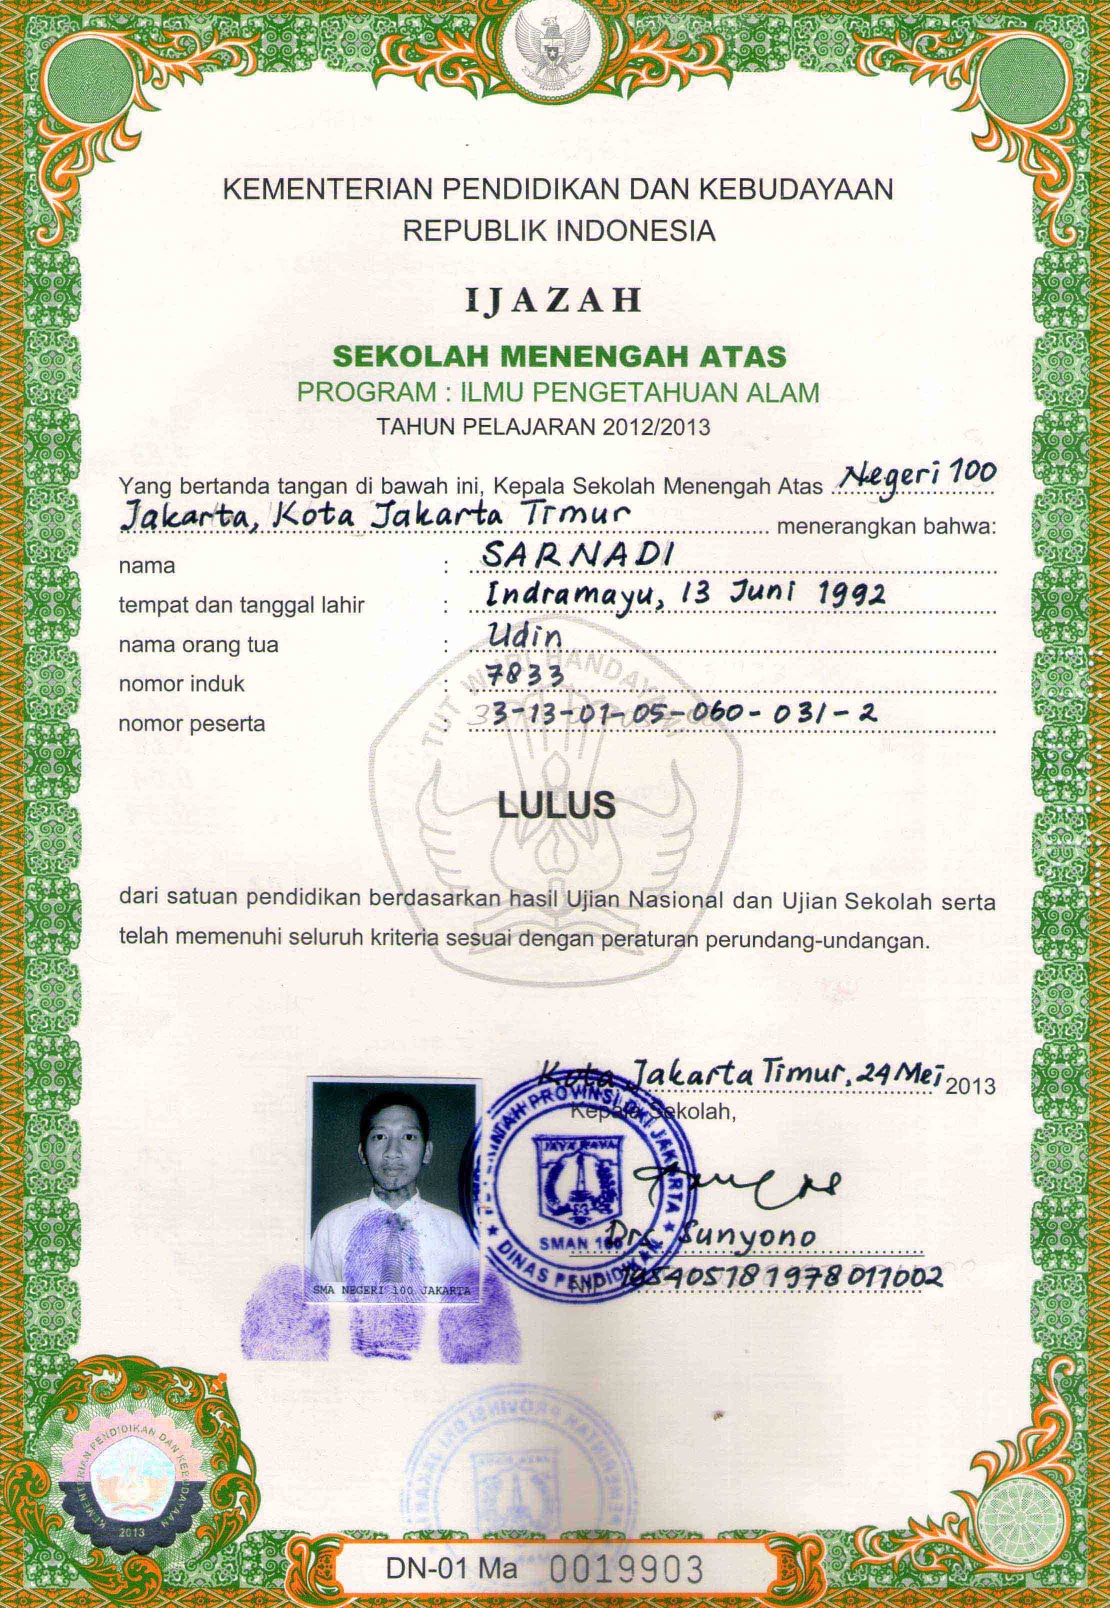 KEMENTERIAN PENDIDIKAN DAN KEBUDAYAAN
REPUBLIK INDONESIA
IJAZAH
SEKOLAH MENENGAH ATAS
PROGRAM : ILMU PENGETAHUAN ALAM
TAHUN PELAJARAN 2012/2013
Yang bertanda tangan di bawah ini, Kepala Sekolah Menengah Atas Negeri 100
Jakarta, Kota Jakarta Timur menerangkan bahwa:
nama : SARNADI
tempat dan tanggal lahir : Indramayu, 13 Juni 1992
nama orang tua : Udin
nomor induk : 7833
nomor peserta : 3-13-01-05-060-031-2
TUT WURI HANDAYANI
LULUS
dari satuan pendidikan berdasarkan hasil Ujian Nasional dan Ujian Sekolah serta
telah memenuhi seluruh kriteria sesuai dengan peraturan perundang-undangan.
Kota Jakarta Timur, 24 Mei 2013
Kepala Sekolah,
PROVINSI DKI JAKARTA
JAYA RAYA
SMAN 100
DINAS PENDIDIKAN
Drs Sunyono
NIP 195405181978011002
SMA NEGERI 100 JAKARTA
KEMENTERIAN PENDIDIKAN DAN KEBUDAYAAN
2013
DN-01 Ma 0019903